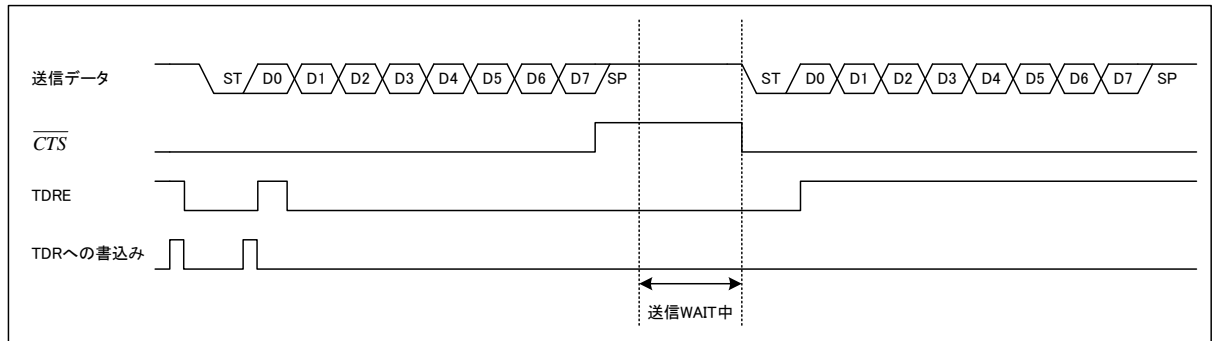 送信データ ST D0 D1 D2 D3 D4 D5 D6 D7 SP ST D0 D1 D2 D3 D4 D5 D6 D7 SP
CTS
TDRE
TDRへの書込み
送信WAIT中